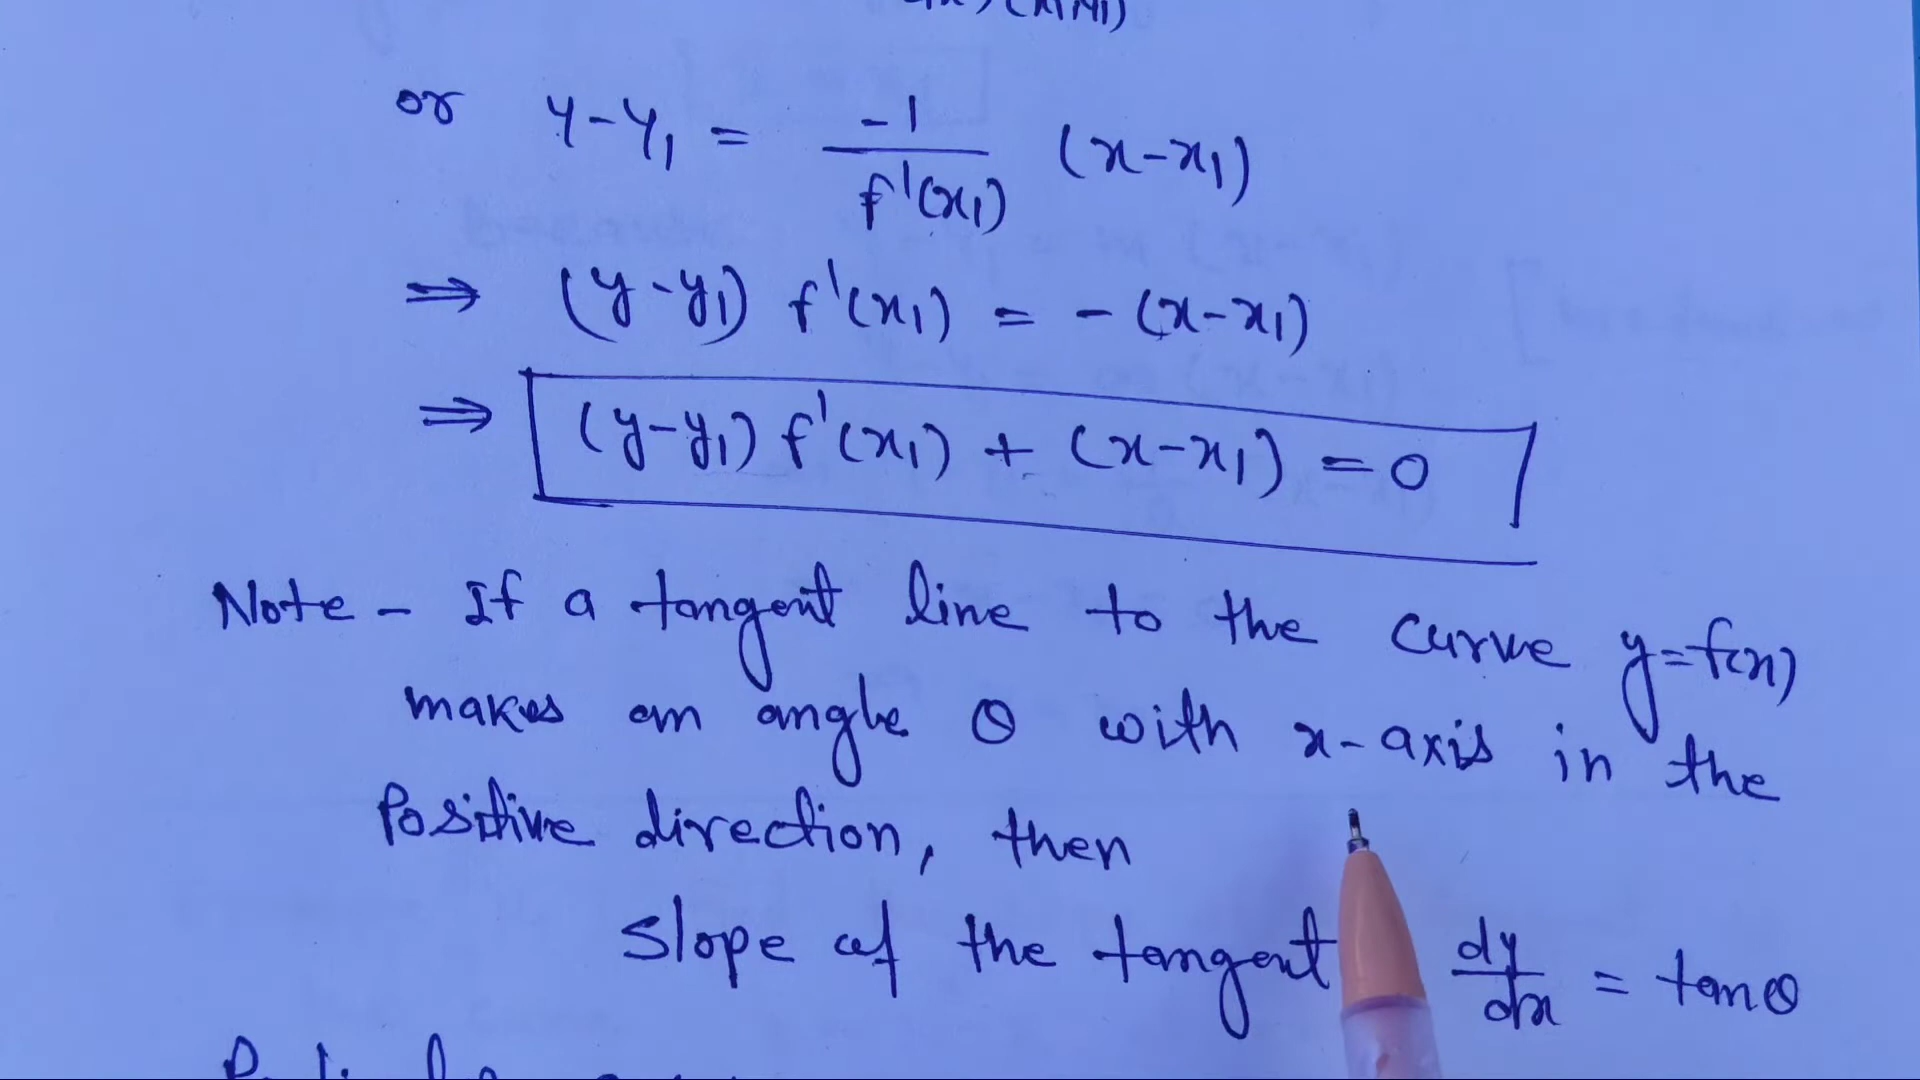 or y-y₁ = -1/f'(x₁) (x-x₁)
⇒ (y-y₁) f'(x₁) = -(x-x₁)
⇒ (y-y₁) f'(x₁) + (x-x₁) = 0
Note - If a tangent line to the curve y=f(x)
makes an angle θ with x-axis in the
Positive direction, then
Slope of the tangent dy/dx = tanθ